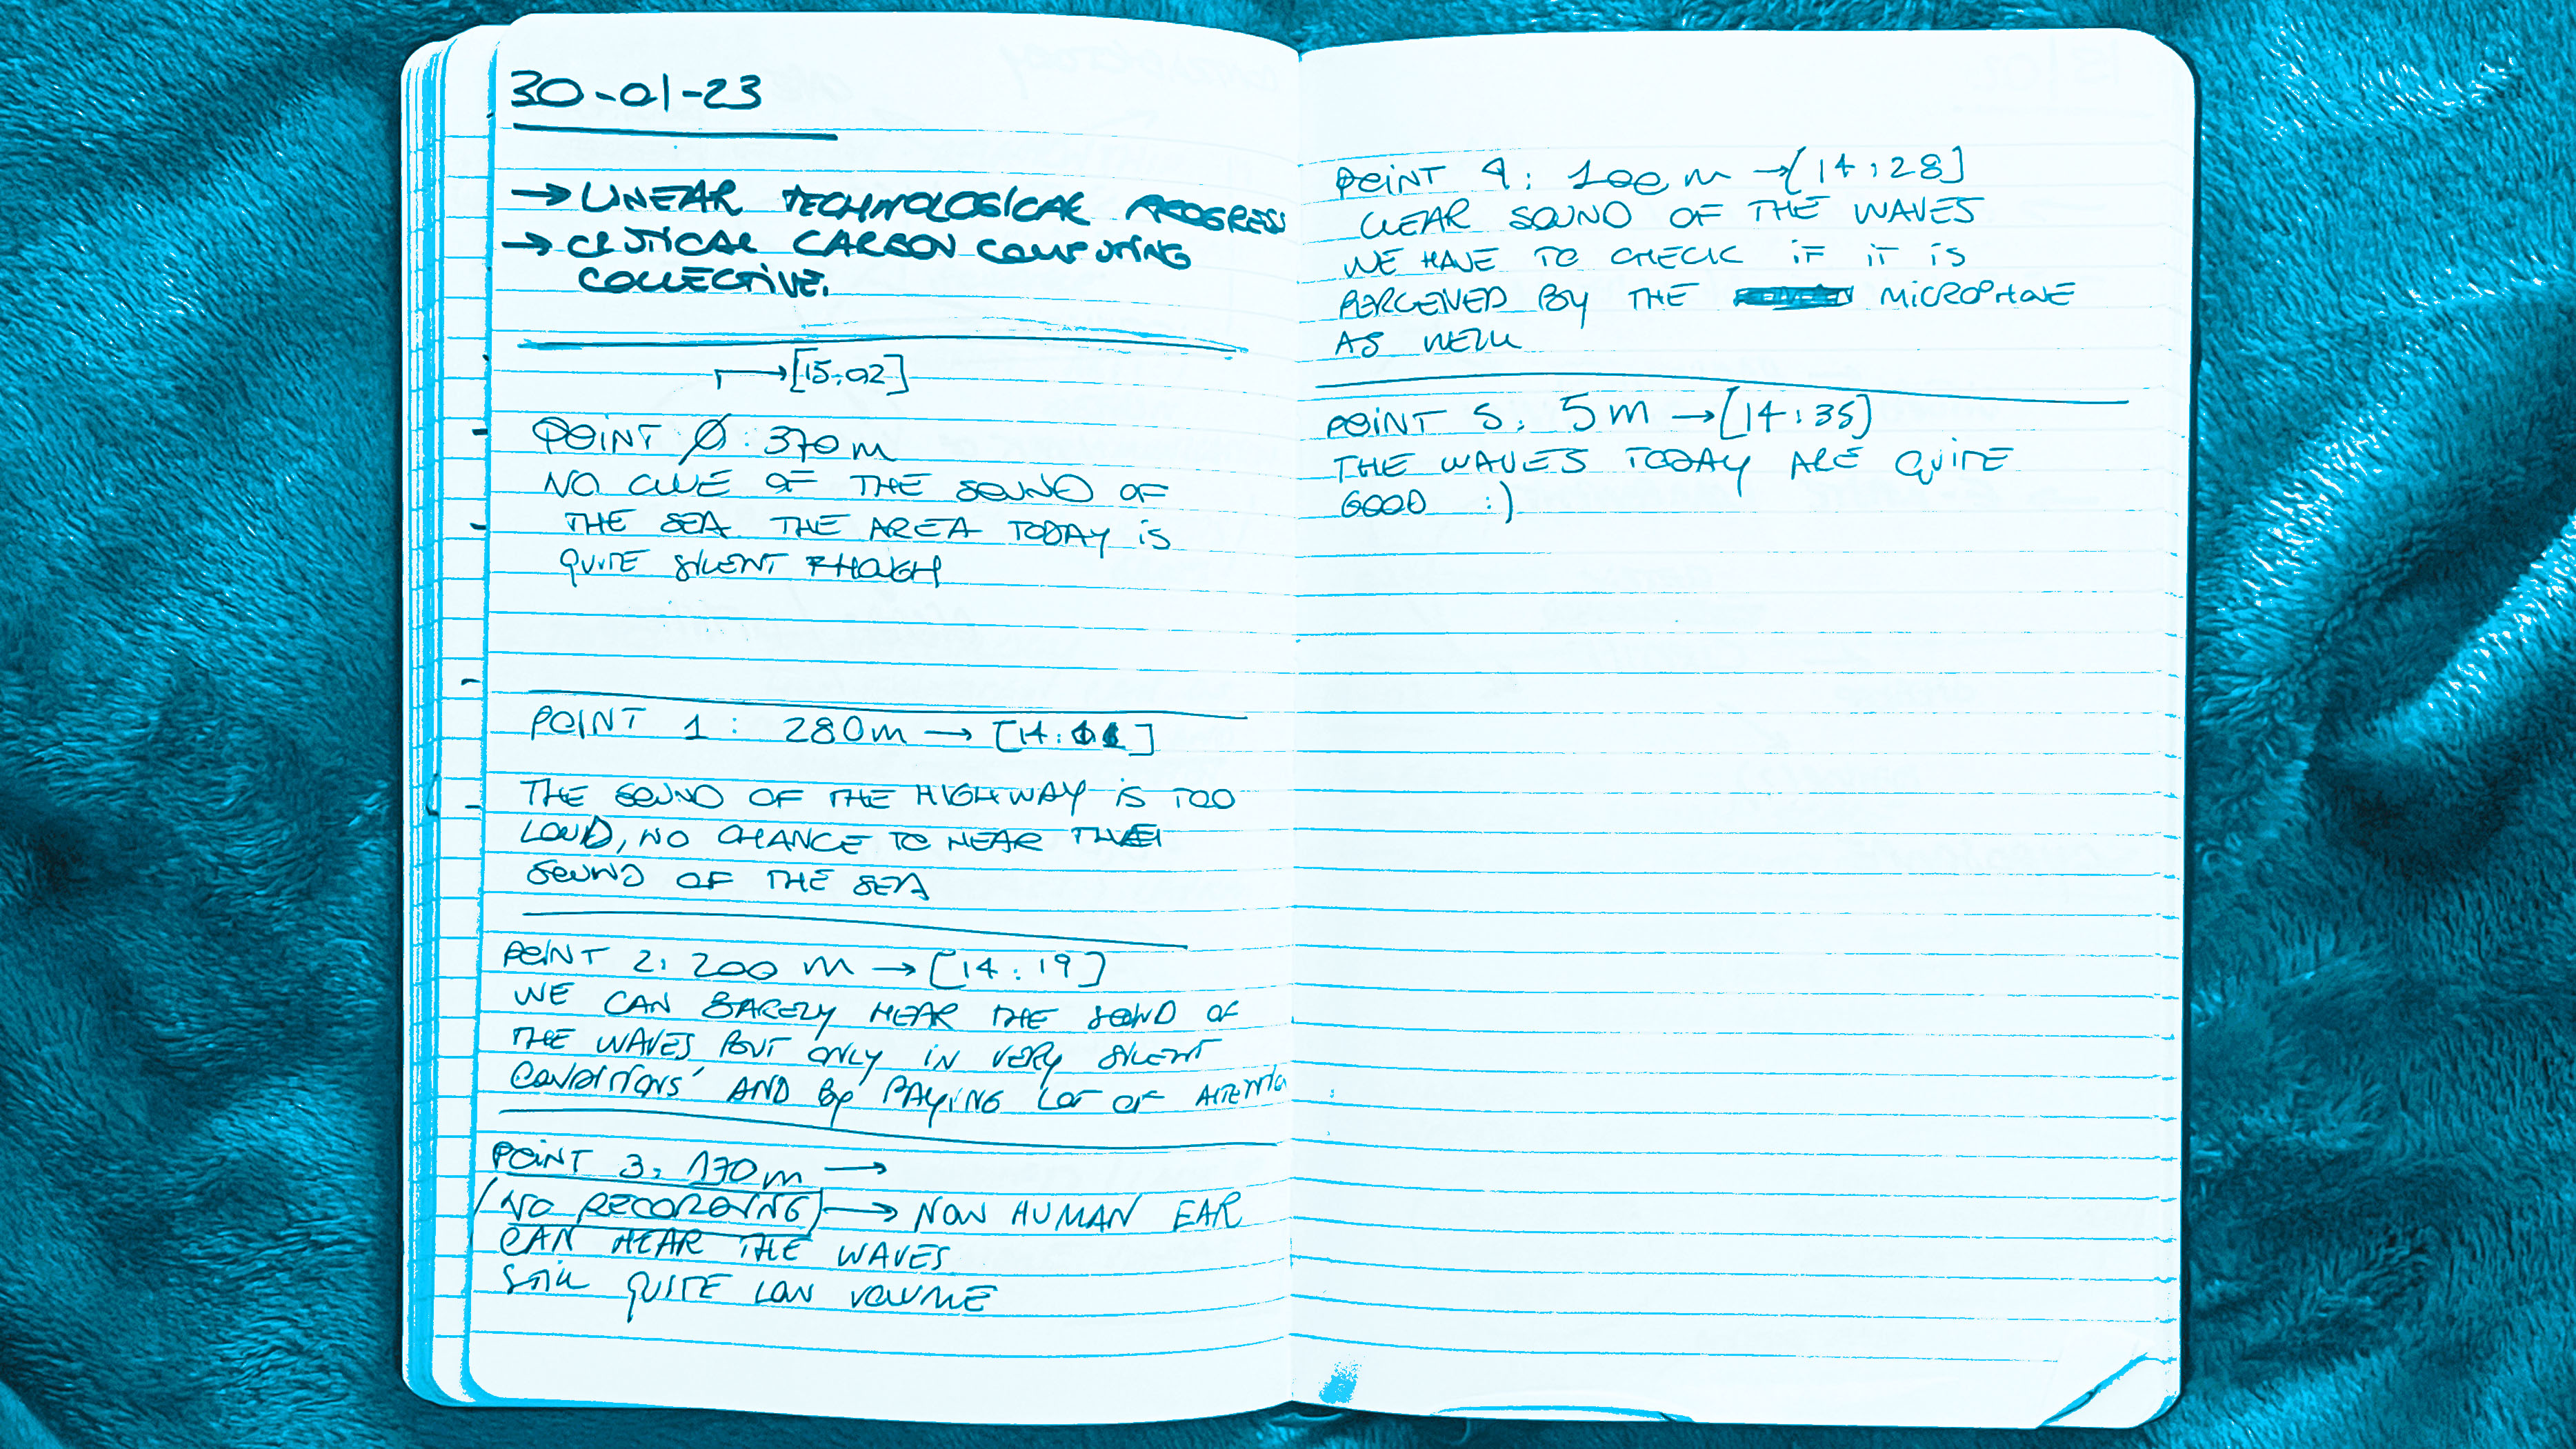 30-01-23
→ LINEAR TECHNOLOGICAL PROGRESS
→ CRITICAL CARBON COMPUTING
COLLECTIVE.
→[15:02]
POINT Ø: 370m
NO CLUE OF THE SOUND OF
THE SEA. THE AREA TODAY IS
QUITE SILENT THOUGH
POINT 1: 280m → [14:11]
THE SOUND OF THE HIGHWAY IS TOO
LOUD, NO CHANCE TO HEAR THE
SOUND OF THE SEA
POINT 2: 200 m → [14:19]
WE CAN BARELY HEAR THE SOUND OF
THE WAVES BUT ONLY IN VERY SILENT
CONDITIONS AND BY PAYING LOT OF ATTENTIO
POINT 3: 170m →
(NO RECORDING) → NOW HUMAN EAR
CAN HEAR THE WAVES
STILL QUITE LOW VOLUME
POINT 4: 100 m → [14:28]
CLEAR SOUND OF THE WAVES
WE HAVE TO CHECK IF IT IS
PERCEIVED BY THE MICROPHONE
AS WELL
POINT 5: 5m → [14:35]
THE WAVES TODAY ARE QUITE
GOOD :)